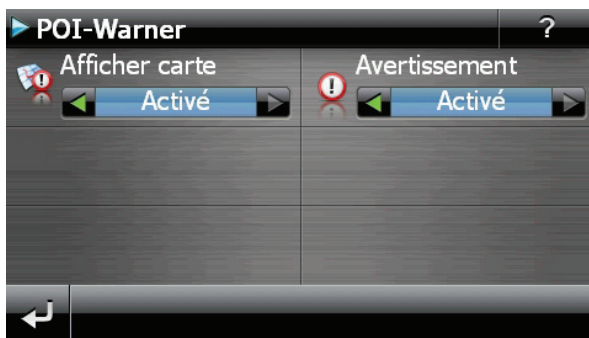 POI-Warner ?
Afficher carte
Activé
Avertissement
Activé